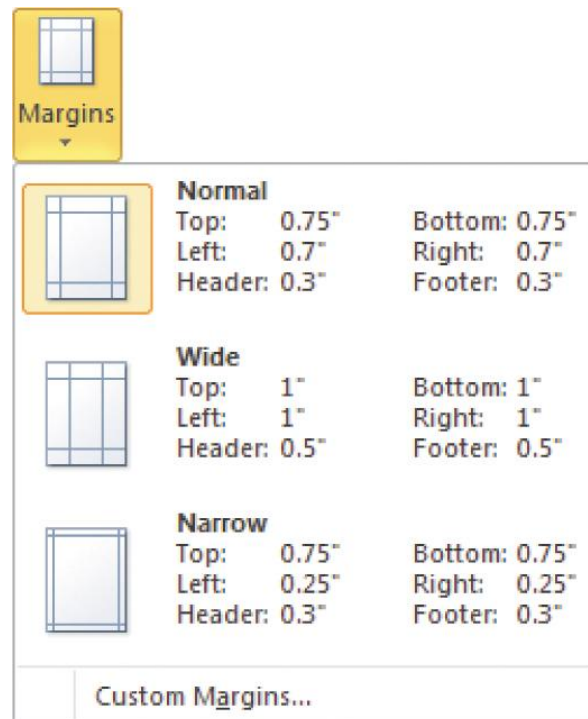 Margins
Normal
Top: 0.75" Bottom: 0.75"
Left: 0.7" Right: 0.7"
Header: 0.3" Footer: 0.3"
Wide
Top: 1" Bottom: 1"
Left: 1" Right: 1"
Header: 0.5" Footer: 0.5"
Narrow
Top: 0.75" Bottom: 0.75"
Left: 0.25" Right: 0.25"
Header: 0.3" Footer: 0.3"
Custom Margins...